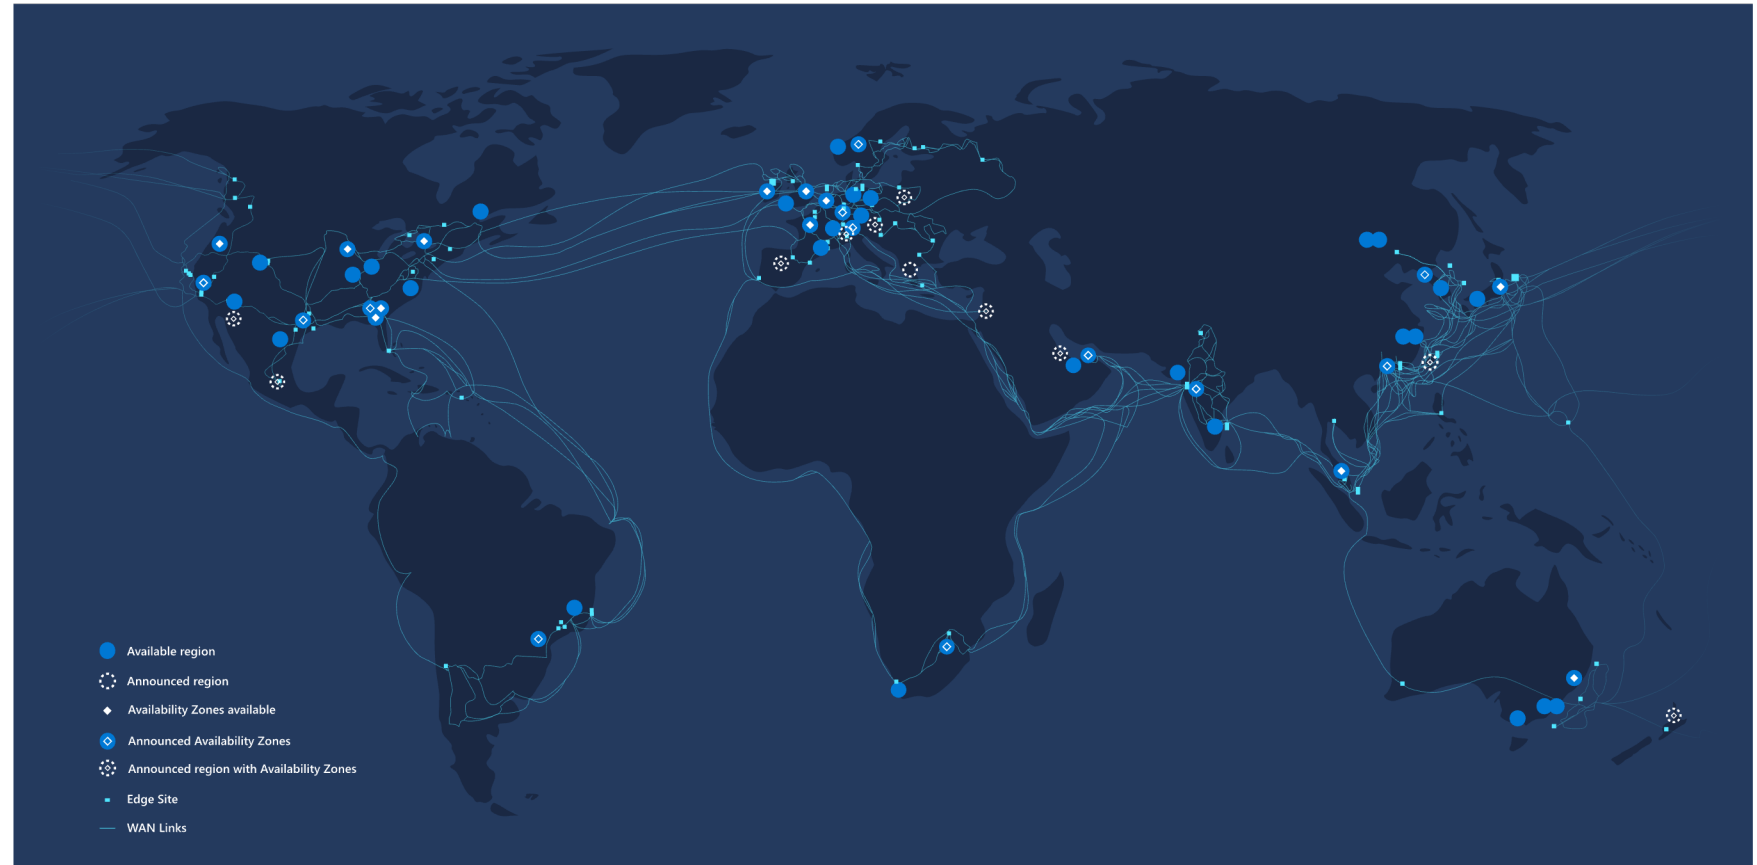 Available region
Announced region
Availability Zones available
Announced Availability Zones
Announced region with Availability Zones
Edge Site
WAN Links